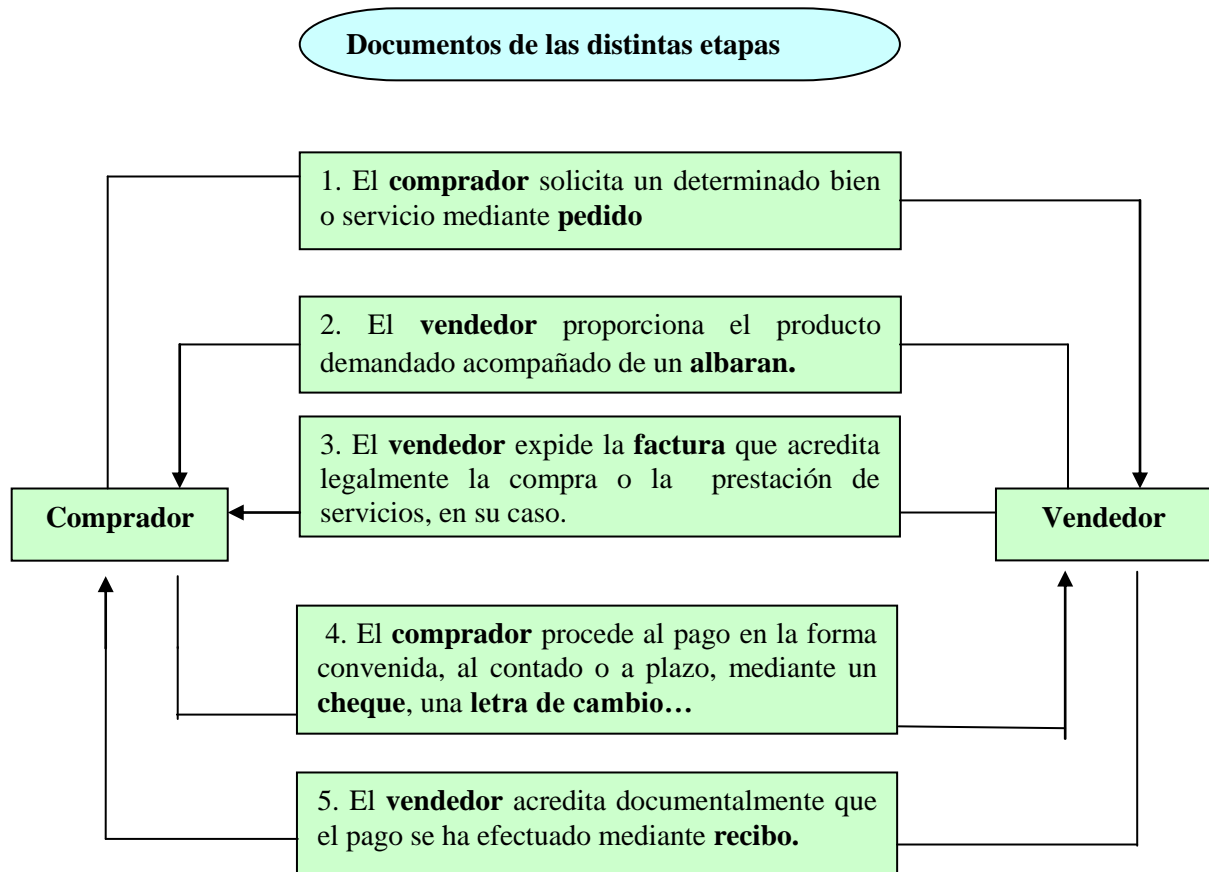 Documentos de las distintas etapas
1. El comprador solicita un determinado bien
o servicio mediante pedido
2. El vendedor proporciona el producto
demandado acompañado de un albaran.
3. El vendedor expide la factura que acredita
legalmente la compra o la prestación de
servicios, en su caso.
Comprador
Vendedor
4. El comprador procede al pago en la forma
convenida, al contado o a plazo, mediante un
cheque, una letra de cambio…
5. El vendedor acredita documentalmente que
el pago se ha efectuado mediante recibo.